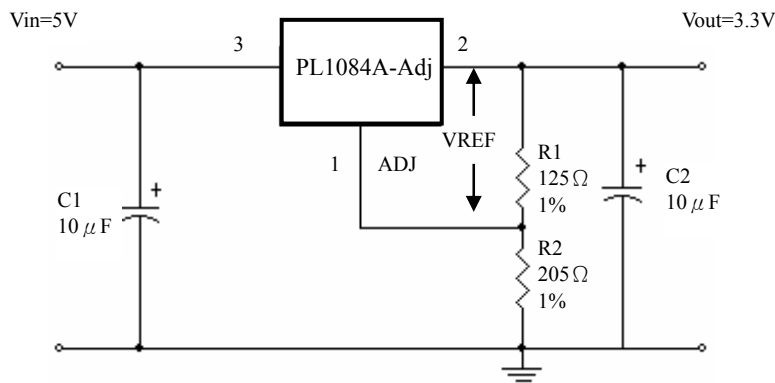 Vin=5V
Vout=3.3V
3
PL1084A-Adj
2
VREF
1
ADJ
R1
125Ω
1%
C1
10μF
+
C2
10μF
+
R2
205Ω
1%